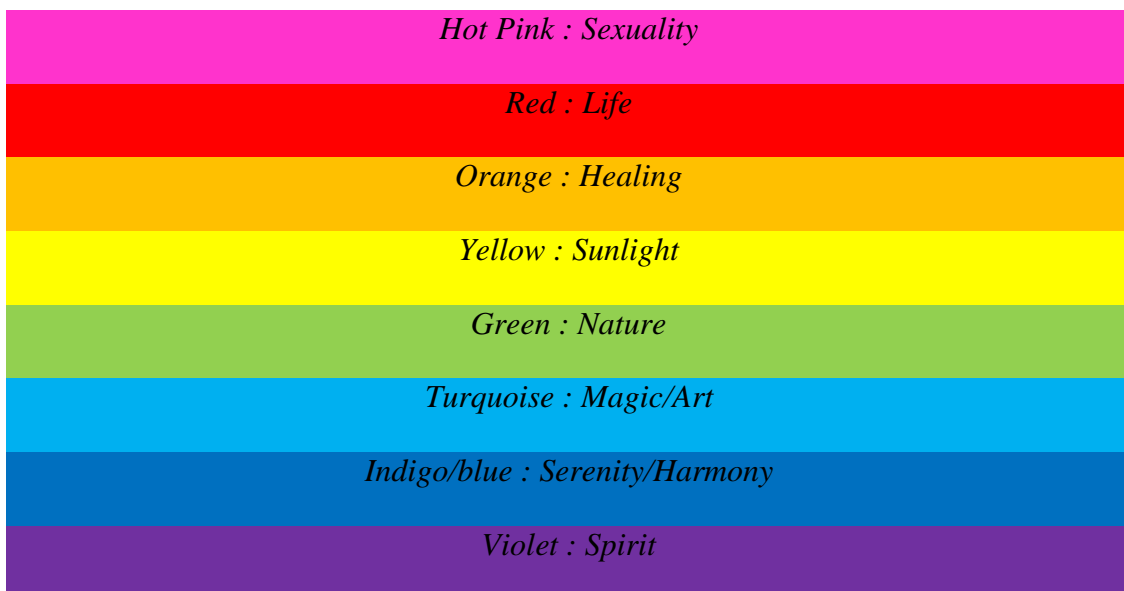 Hot Pink : Sexuality
Red : Life
Orange : Healing
Yellow : Sunlight
Green : Nature
Turquoise : Magic/Art
Indigo/blue : Serenity/Harmony
Violet : Spirit